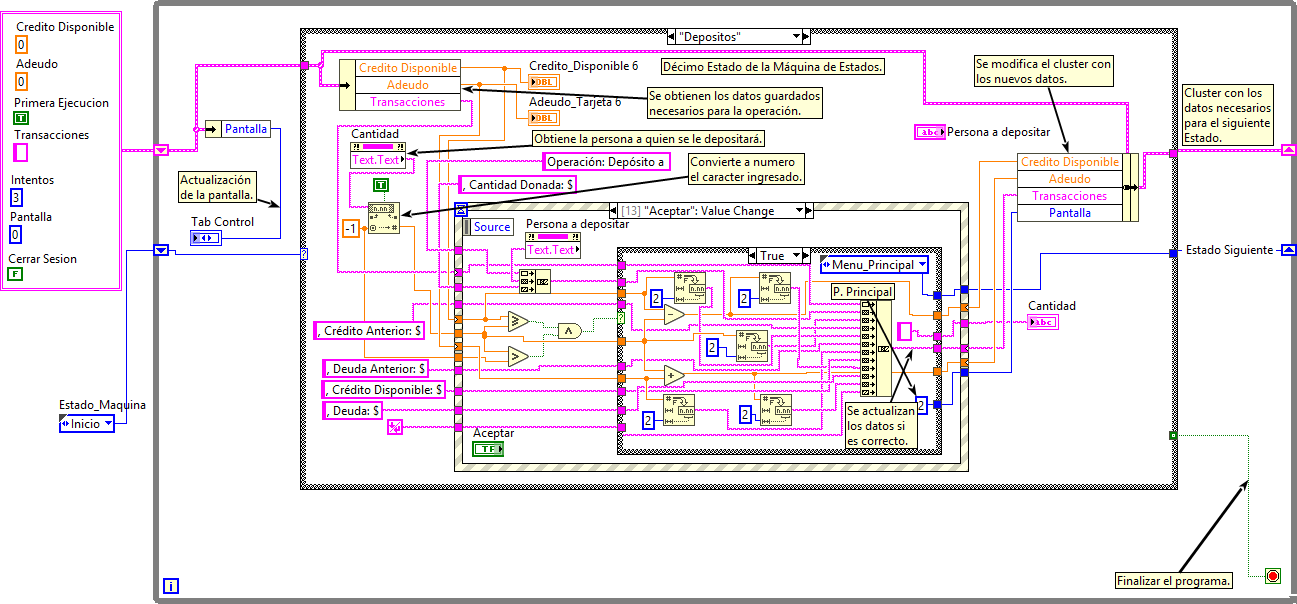 Credito Disponible
0
Adeudo
0
Primera Ejecucion
T
Transacciones
Intentos
3
Pantalla
0
Cerrar Sesion
F
Estado_Maquina
Inicio
Pantalla
Actualización
de la pantalla.
Tab Control
i
"Depositos"
Credito Disponible
Adeudo
Transacciones
Credito_Disponible 6
DBL
Adeudo_Tarjeta 6
DBL
Décimo Estado de la Máquina de Estados.
Se obtienen los datos guardados
necesarios para la operación.
Cantidad
Text.Text
Obtiene la persona a quien se le depositará.
Operación: Depósito a
Convierte a numero
el caracter ingresado.
, Cantidad Donada: $
T
-1
, Crédito Anterior: $
, Deuda Anterior: $
, Crédito Disponible: $
, Deuda: $
[13] "Aceptar": Value Change
Source
Persona a depositar
Text.Text
Aceptar
TF
True
Menu_Principal
P. Principal
2
2
2
2
2
2
Se actualizan
los datos si
es correcto.
Se modifica el cluster con
los nuevos datos.
abc
Persona a depositar
Credito Disponible
Adeudo
Transacciones
Pantalla
Cluster con los
datos necesarios
para el siguiente
Estado.
Estado Siguiente
Cantidad
abc
Finalizar el programa.